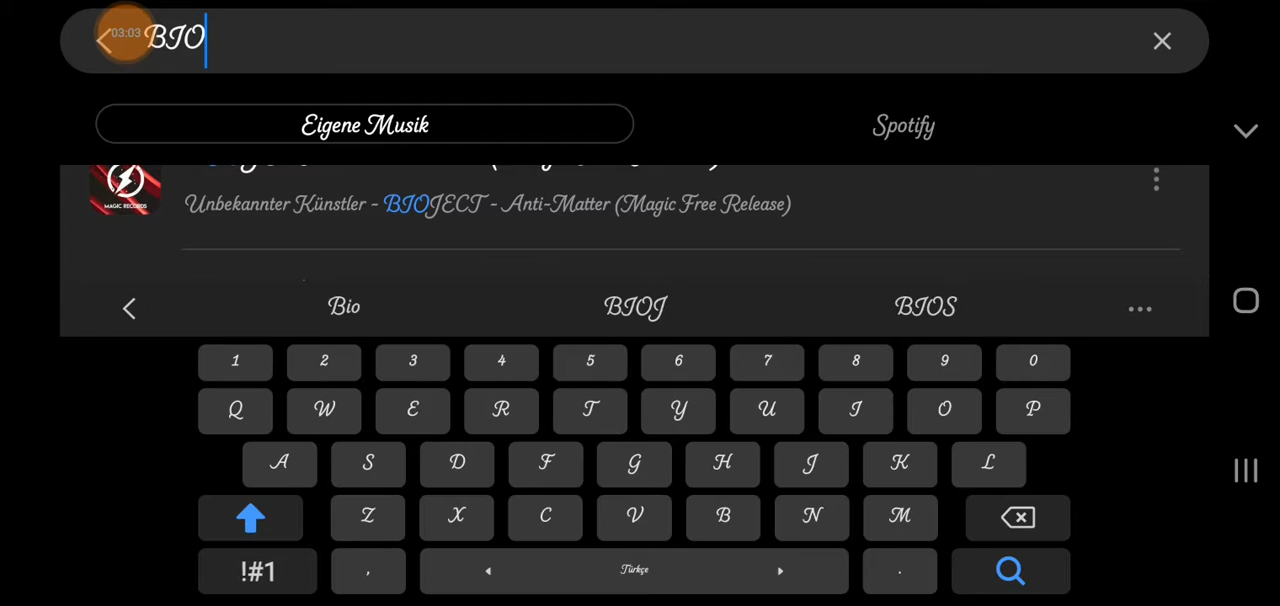 03:03 BIO
Eigene Musik Spotify
MAGIC RECORDS
Unbekannter Künstler - BIOJECT - Anti-Matter (Magic Free Release)
Bio BIOJ BIOS
1 2 3 4 5 6 7 8 9 0
Q W E R T Y U I O P
A S D F G H J K L
Z X C V B N M
!#1 , Türkçe .